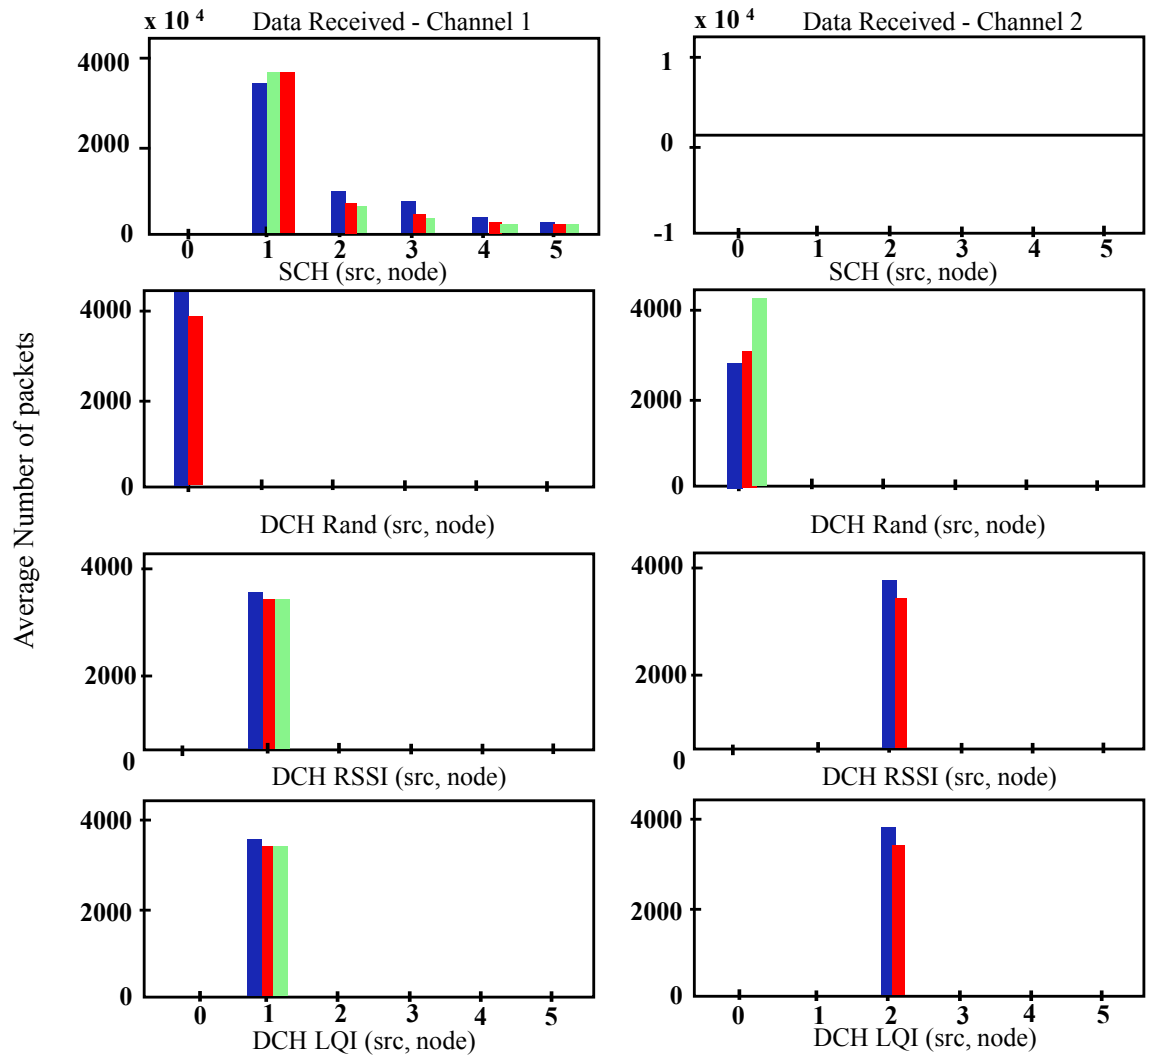 x 10 4 Data Received - Channel 1
4000
2000
0
0 1 2 3 4 5
SCH (src, node)
x 10 4 Data Received - Channel 2
1
0
-1
0 1 2 3 4 5
SCH (src, node)
Average Number of packets
4000
2000
0
DCH Rand (src, node)
4000
2000
0
DCH Rand (src, node)
4000
2000
0
DCH RSSI (src, node)
4000
2000
0
DCH RSSI (src, node)
4000
2000
0
0 1 2 3 4 5
DCH LQI (src, node)
4000
2000
0
0 1 2 3 4 5
DCH LQI (src, node)